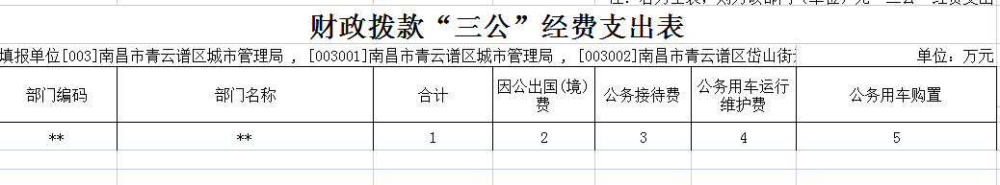 财政拨款“三公”经费支出表
填报单位[003]南昌市青云谱区城市管理局 , [003001]南昌市青云谱区城市管理局 , [003002]南昌市青云谱区岱山街 单位：万元
部门编码 部门名称 合计 因公出国(境)费 公务接待费 公务用车运行维护费 公务用车购置
** ** 1 2 3 4 5